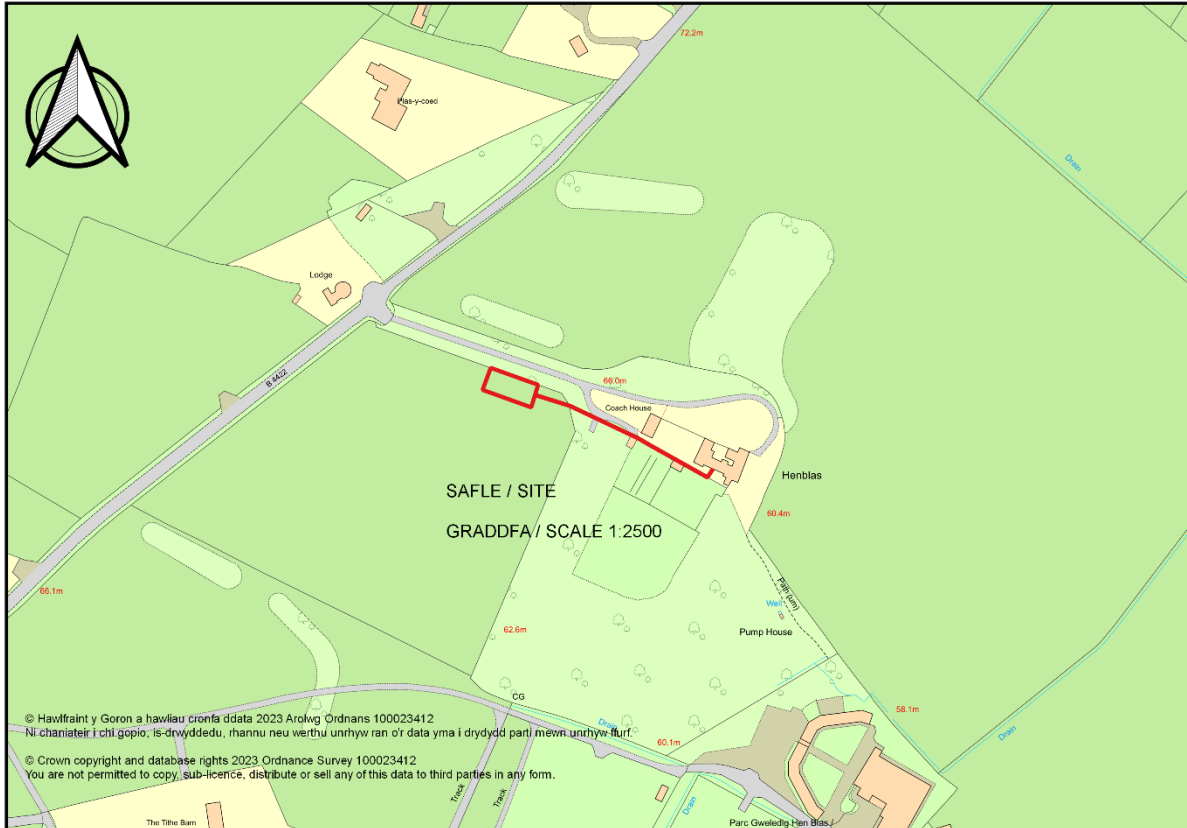 72.2m
Plas-y-coed
Drain
Lodge
B 4422
66.0m
Coach House
Henblas
SAFLE / SITE
60.4m
GRADDFA / SCALE 1:2500
Path (um)
66.1m
Well
62.6m
Pump House
CG
58.1m
© Hawlfraint y Goron a hawliau cronfa ddata 2023 Arolwg Ordnans 100023412
Drain
Ni chaniateir i chi gopio, is-drwyddedu, rhannu neu werthu unrhyw ran o'r data yma i drydydd parti mewn unrhyw ffurf.
Drain
60.1m
© Crown copyright and database rights 2023 Ordnance Survey 100023412
You are not permitted to copy, sub-licence, distribute or sell any of this data to third parties in any form.
Track
Track
Drain
The Tithe Barn
Parc Gweledig Hen Blas /